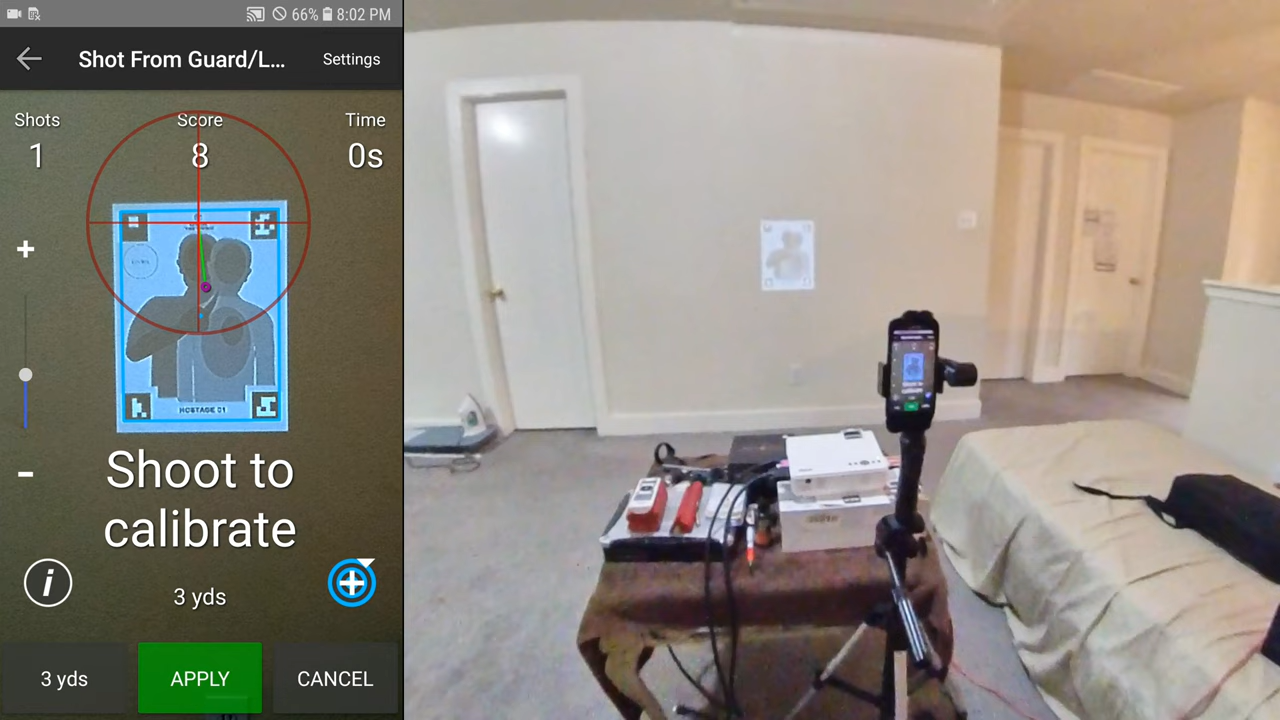 66% 8:02 PM
Shot From Guard/L... Settings
Shots Score Time
1 8 0s
+
HOSTAGE 01
-
Shoot to
calibrate
i
3 yds
3 yds APPLY CANCEL